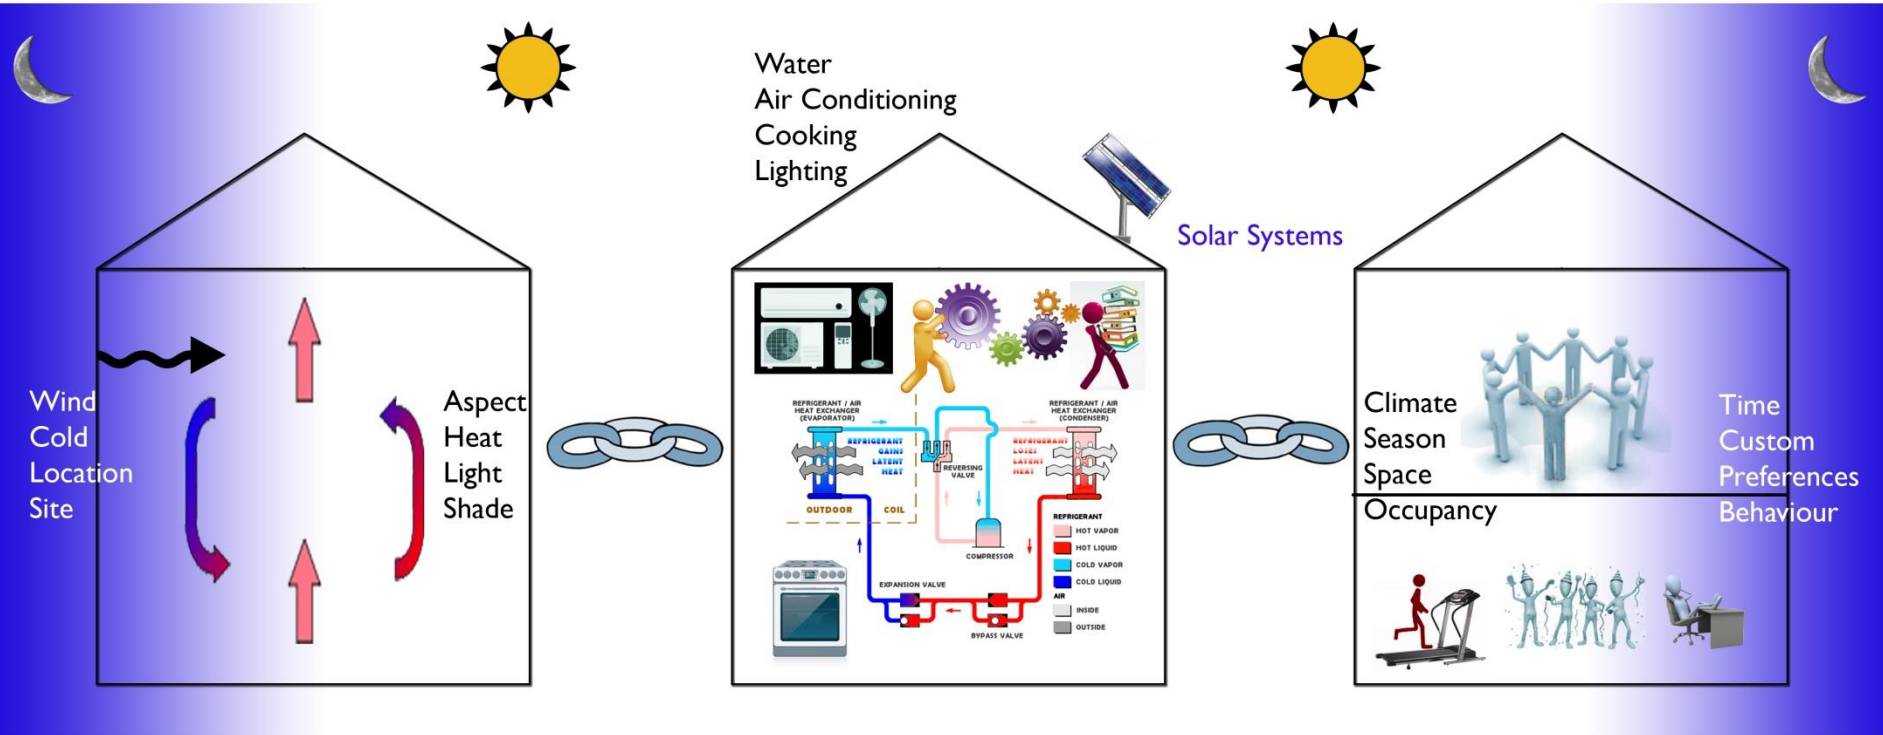 Water
Air Conditioning
Cooking
Lighting
Solar Systems
Wind
Cold
Location
Site
Aspect
Heat
Light
Shade
REFRIGERANT / AIR
HEAT EXCHANGER
(EVAPORATOR)
REFRIGERANT
GAINS
LATENT
HEAT
REVERSING
VALVE
REFRIGERANT / AIR
HEAT EXCHANGER
(CONDENSER)
REFRIGERANT
LOSES
LATENT
HEAT
OUTDOOR COIL
COMPRESSOR
EXPANSION VALVE
BYPASS VALVE
REFRIGERANT
HOT VAPOR
HOT LIQUID
COLD VAPOR
COLD LIQUID
AIR
INSIDE
OUTSIDE
Climate
Season
Space
Occupancy
Time
Custom
Preferences
Behaviour